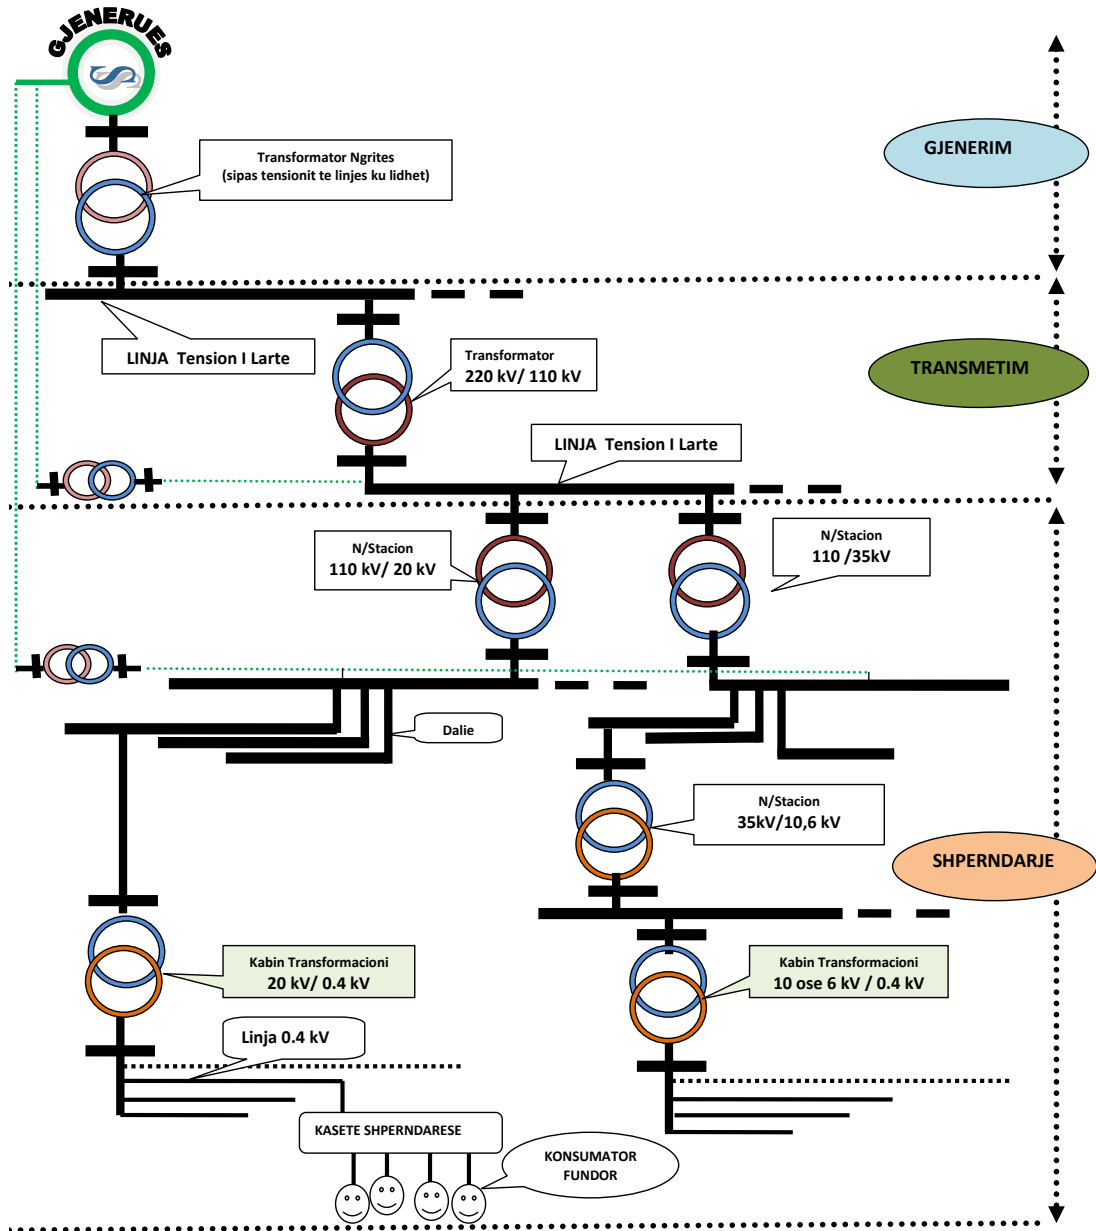 GJENERUES
Transformator Ngrites
(sipas tensionit te linjes ku lidhet)
GJENERIM
LINJA Tension I Larte
Transformator
220 kV/ 110 kV
TRANSMETIM
LINJA Tension I Larte
N/Stacion
110 kV/ 20 kV
N/Stacion
110 /35kV
Dalie
N/Stacion
35kV/10,6 kV
SHPERNDARJE
Kabin Transformacioni
20 kV/ 0.4 kV
Kabin Transformacioni
10 ose 6 kV / 0.4 kV
Linja 0.4 kV
KASETE SHPERNDARESE
KONSUMATOR
FUNDOR